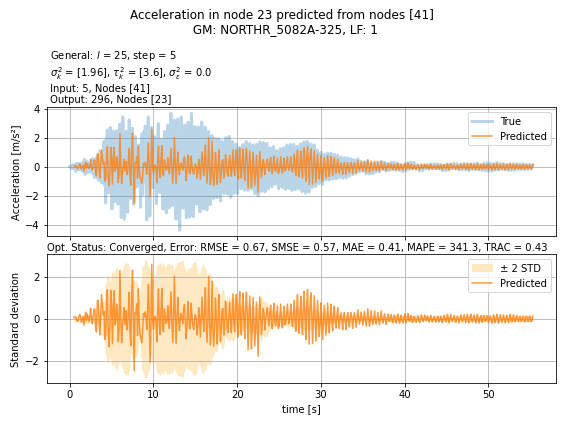 Acceleration in node 23 predicted from nodes [41]
GM: NORTHR_5082A-325, LF: 1
General: l = 25, step = 5
σ²ₖ = [1.96], τ²ₖ = [3.6], σ²ε = 0.0
Input: 5, Nodes [41]
Output: 296, Nodes [23]
4
2
0
−2
−4
Acceleration [m/s²]
True
Predicted
Opt. Status: Converged, Error: RMSE = 0.67, SMSE = 0.57, MAE = 0.41, MAPE = 341.3, TRAC = 0.43
2
0
−2
Standard deviation
± 2 STD
Predicted
0 10 20 30 40 50
time [s]